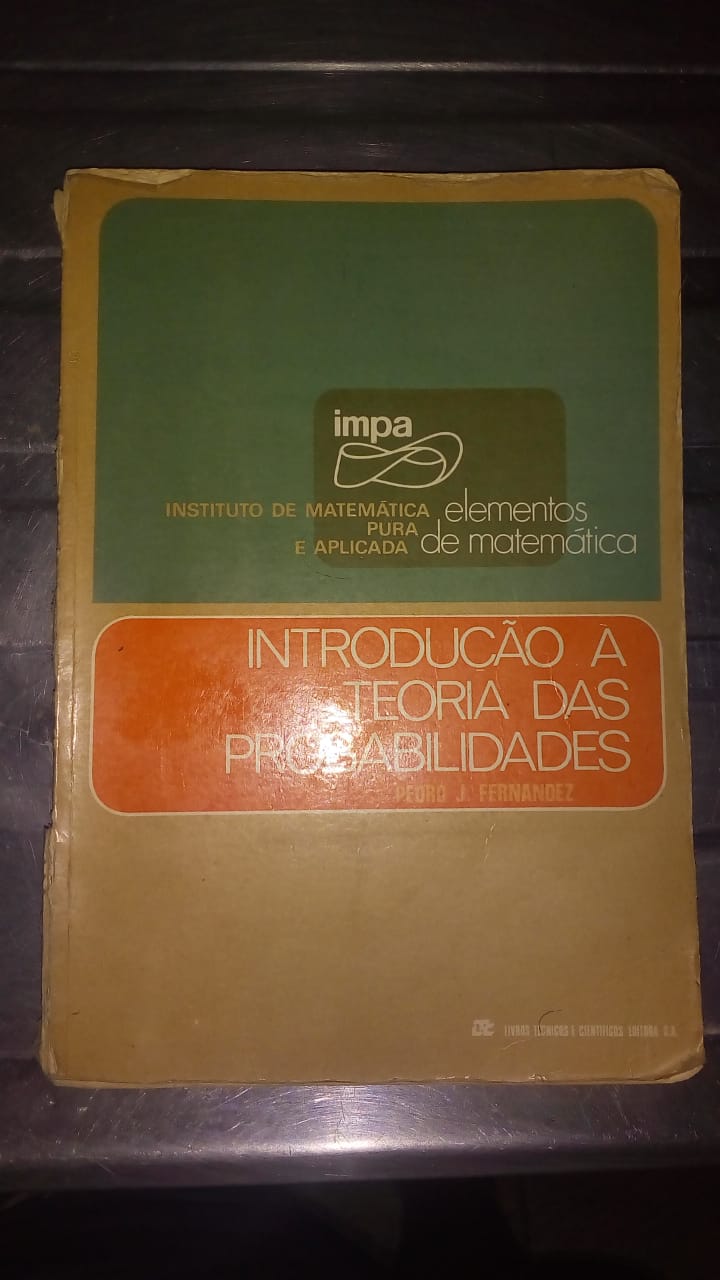 impa
INSTITUTO DE MATEMÁTICA
PURA
E APLICADA
elementos
de matemática
INTRODUCÃO A
TEORIA DAS
PROBABILIDADES
PEDRO J. FERNANDEZ
LTC LIVROS TÉCNICOS E CIENTÍFICOS EDITORA S.A.